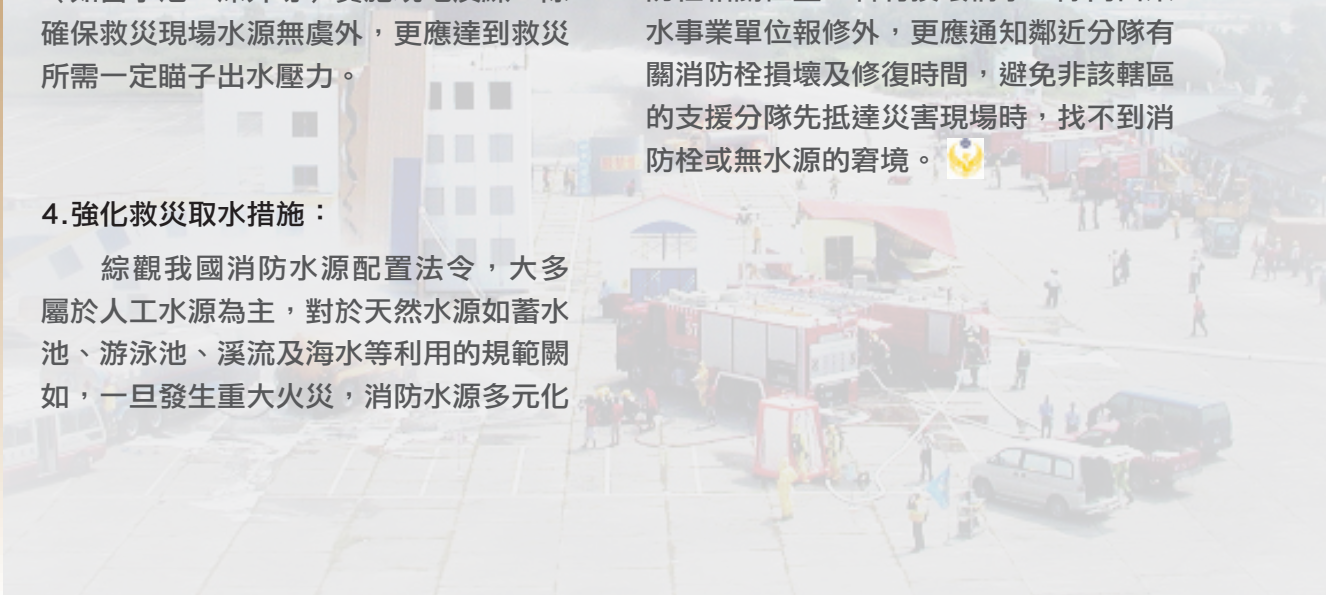 確保救災現場水源無虞外，更應達到救災
所需一定瞄子出水壓力。
4.強化救災取水措施：
綜觀我國消防水源配置法令，大多
屬於人工水源為主，對於天然水源如蓄水
池、游泳池、溪流及海水等利用的規範闕
如，一旦發生重大火災，消防水源多元化
水事業單位報修外，更應通知鄰近分隊有
關消防栓損壞及修復時間，避免非該轄區
的支援分隊先抵達災害現場時，找不到消
防栓或無水源的窘境。